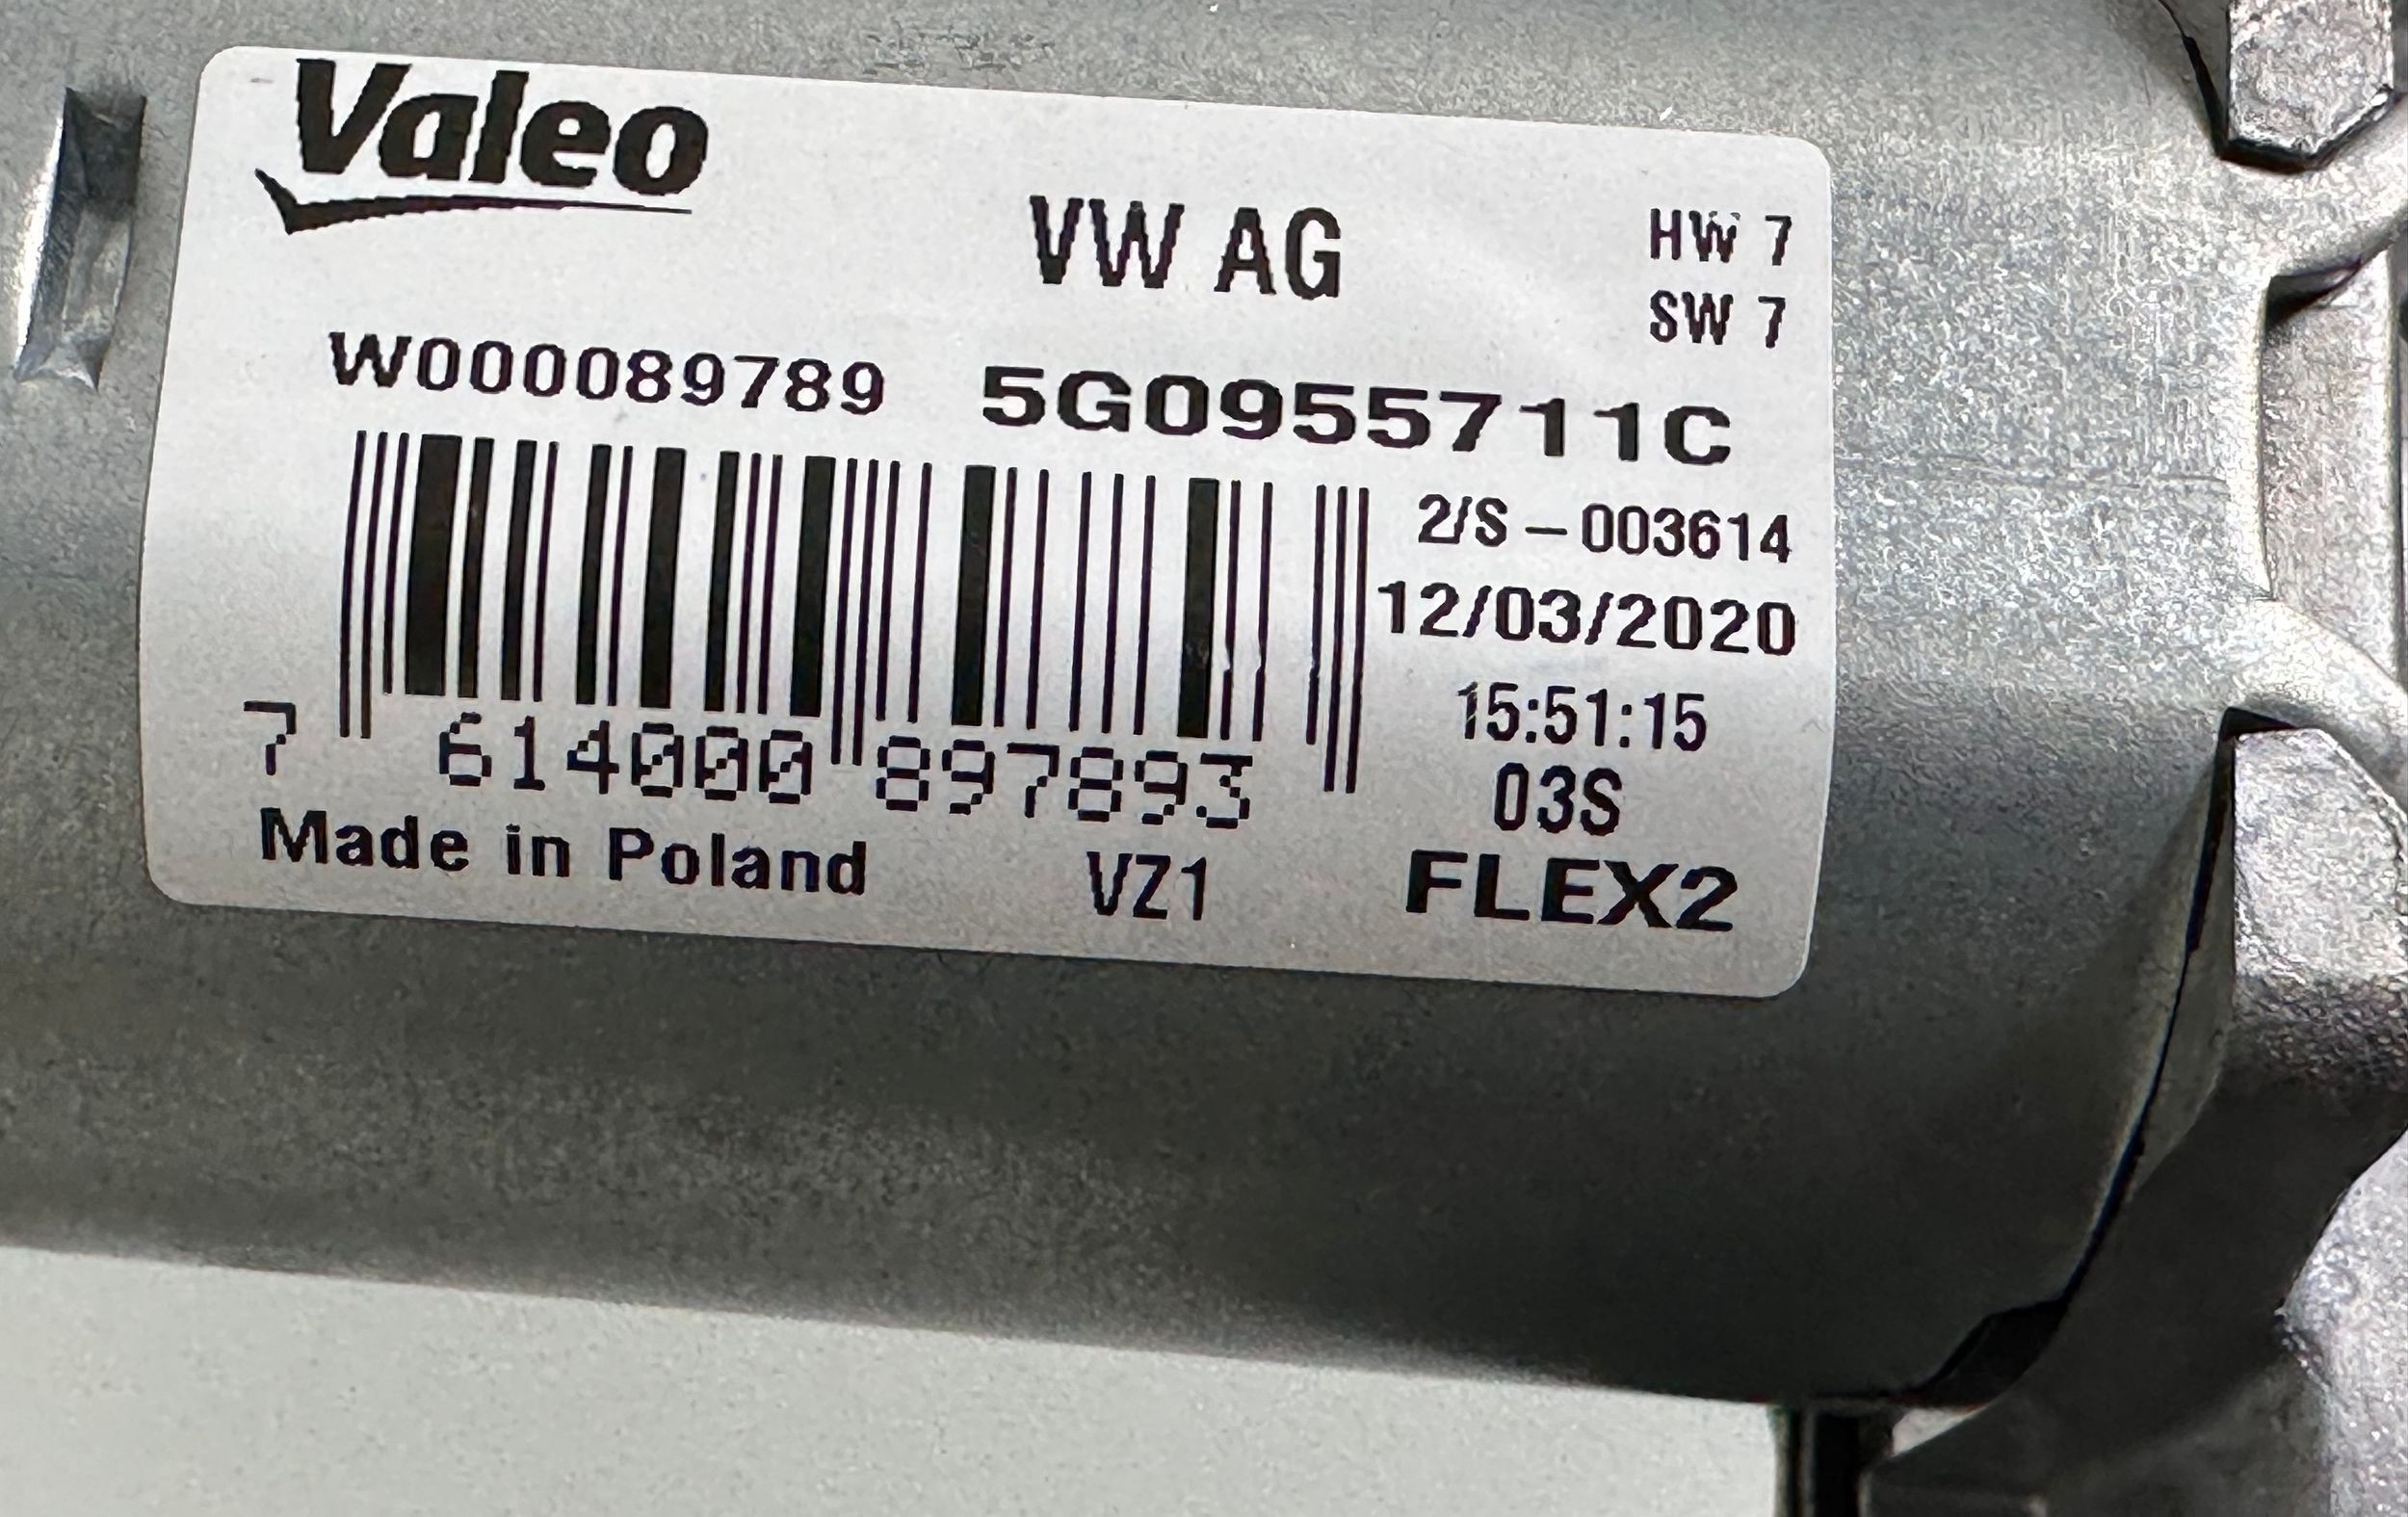 Valeo
VW AG
HW 7
SW 7
W000089789
5G0955711C
2/S – 003614
12/03/2020
15:51:15
03S
7 614000 897893
Made in Poland
VZ1
FLEX2